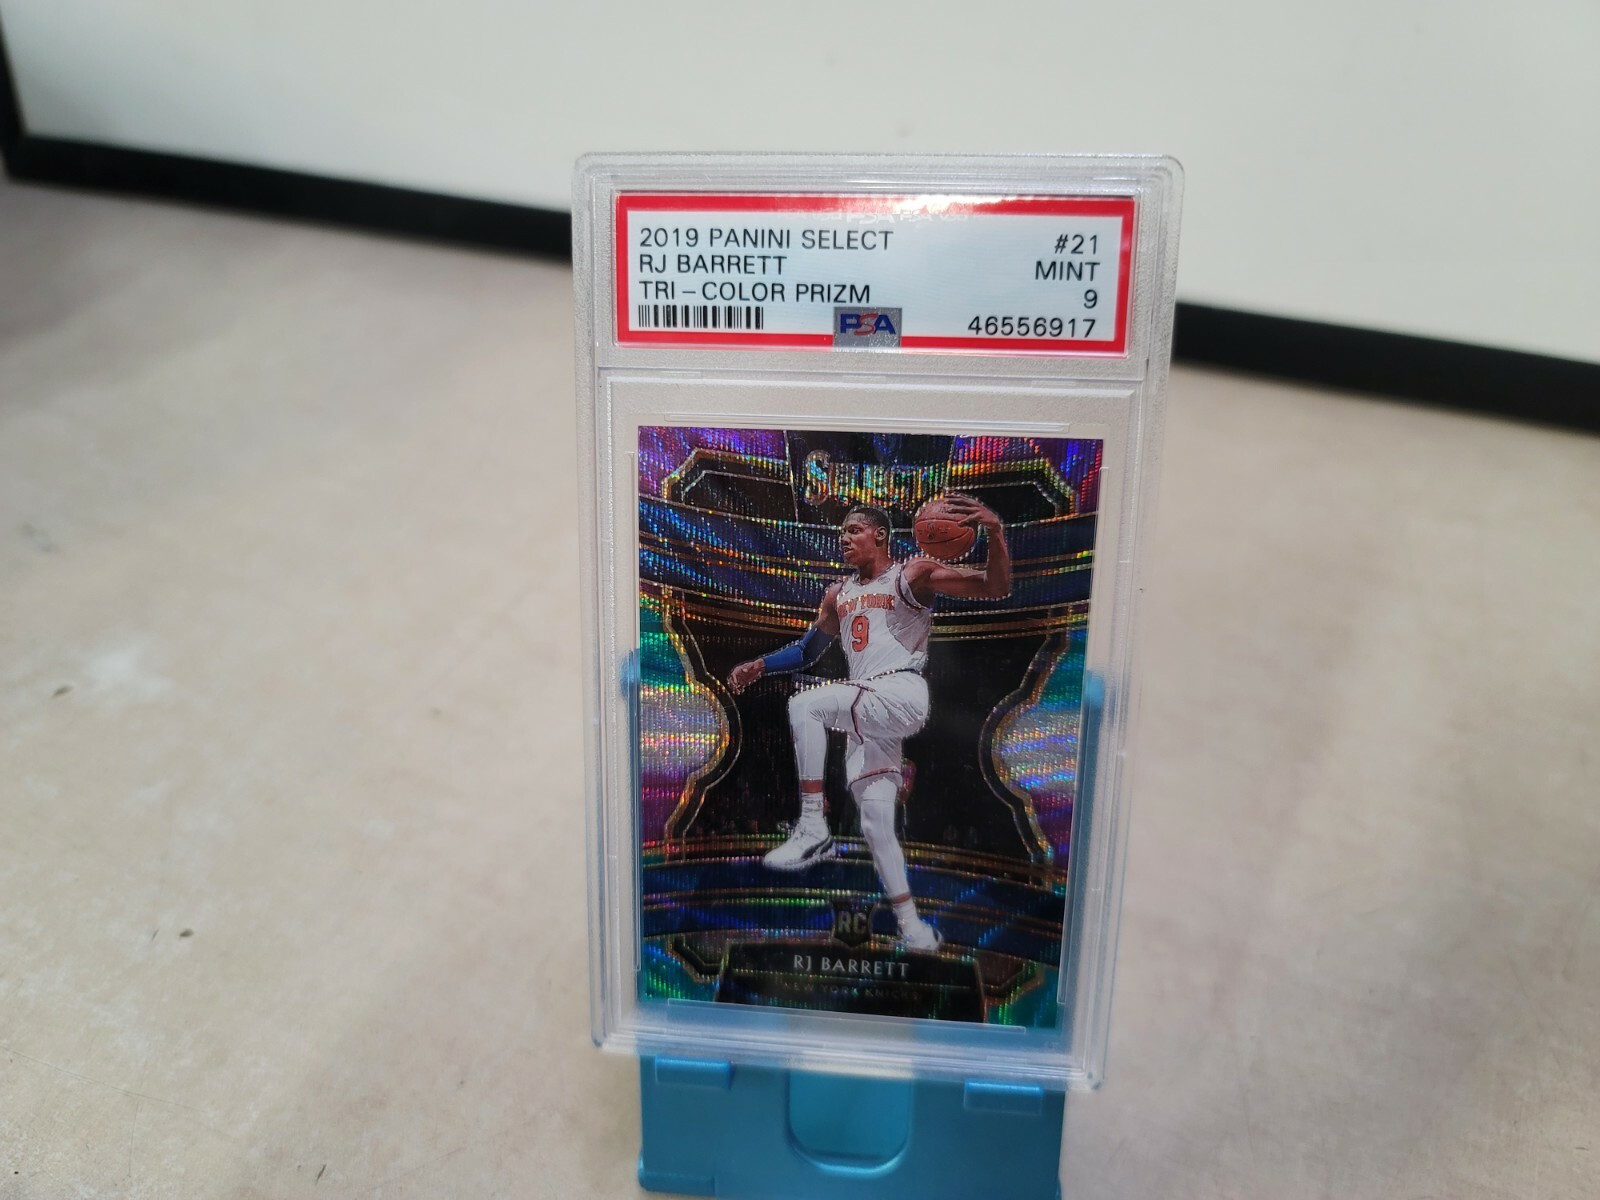 2019 PANINI SELECT #21
RJ BARRETT MINT
TRI-COLOR PRIZM 9
PSA 46556917
SELECT
NEW YORK
9
RC
RJ BARRETT
NEW YORK KNICKS